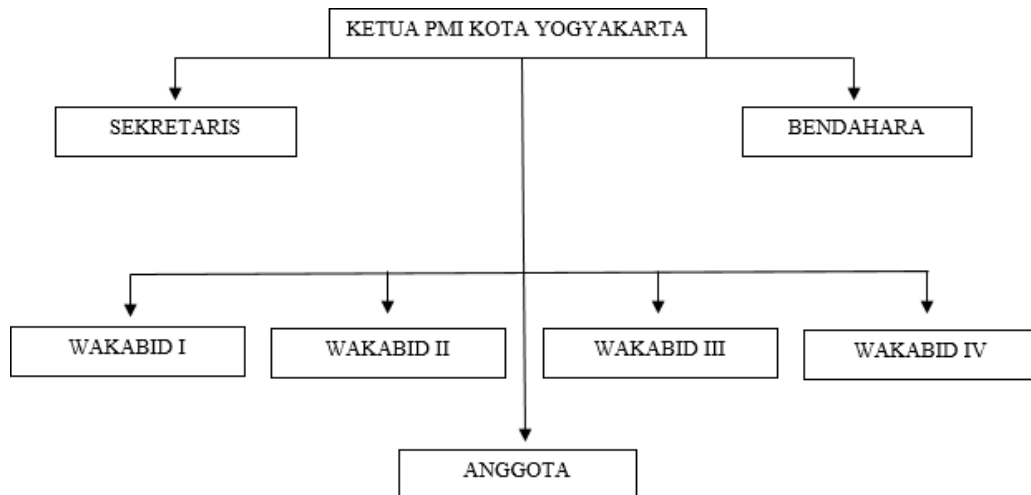 KETUA PMI KOTA YOGYAKARTA
SEKRETARIS
BENDAHARA
WAKABID I
WAKABID II
WAKABID III
WAKABID IV
ANGGOTA